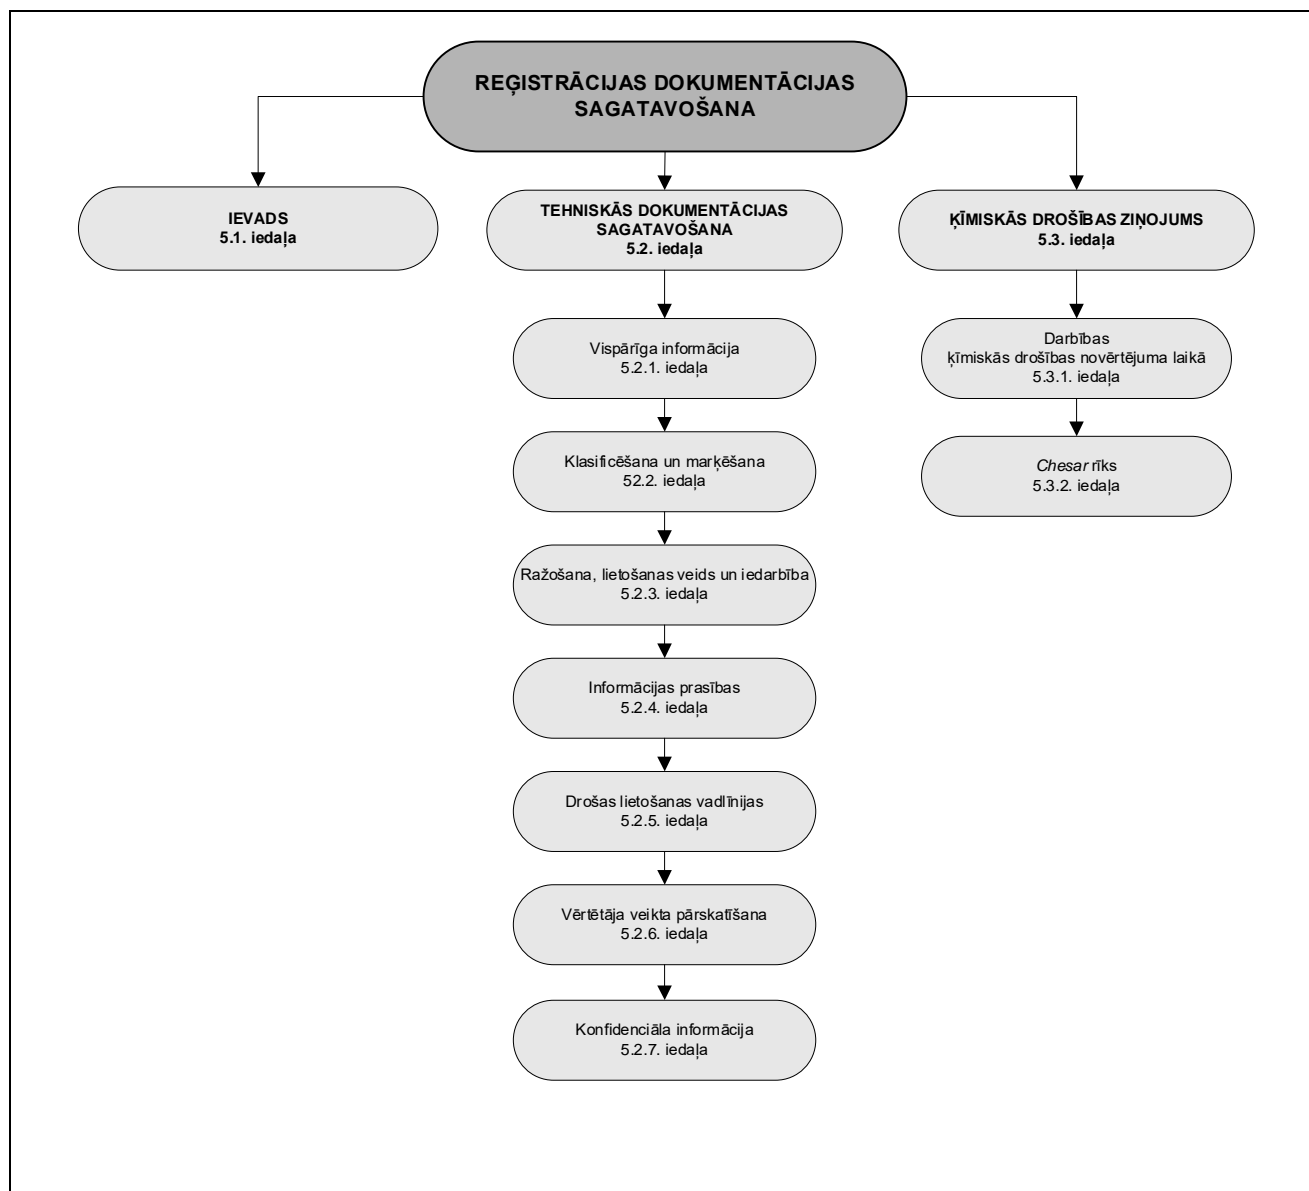 REĢISTRĀCIJAS DOKUMENTĀCIJAS
SAGATAVOŠANA
IEVADS
5.1. iedaļa
TEHNISKĀS DOKUMENTĀCIJAS
SAGATAVOŠANA
5.2. iedaļa
Vispārīga informācija
5.2.1. iedaļa
Klasificēšana un marķēšana
52.2. iedaļa
Ražošana, lietošanas veids un iedarbība
5.2.3. iedaļa
Informācijas prasības
5.2.4. iedaļa
Drošas lietošanas vadlīnijas
5.2.5. iedaļa
Vērtētāja veikta pārskatīšana
5.2.6. iedaļa
Konfidenciāla informācija
5.2.7. iedaļa
ĶĪMISKĀS DROŠĪBAS ZIŅOJUMS
5.3. iedaļa
Darbības
ķīmiskās drošības novērtējuma laikā
5.3.1. iedaļa
Chesar rīks
5.3.2. iedaļa